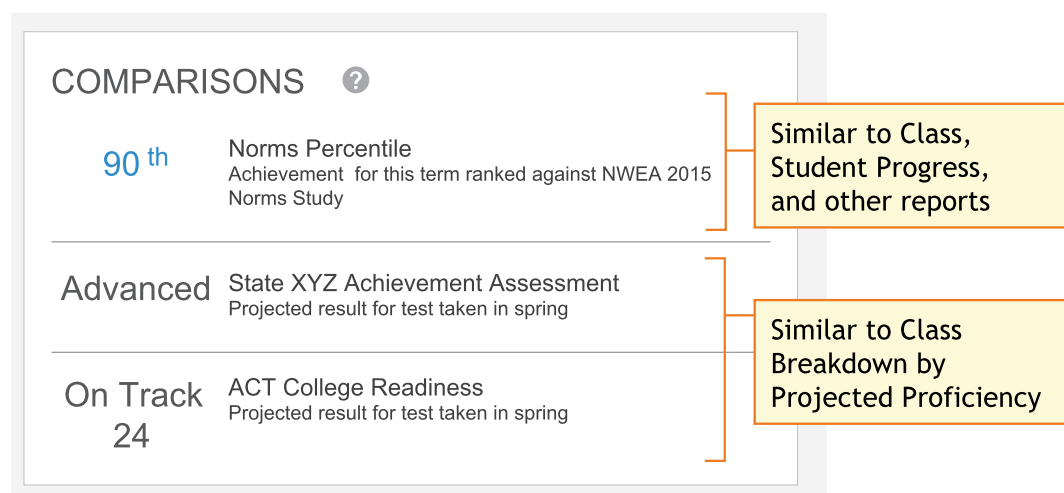 COMPARISONS ?
90 th
Norms Percentile
Achievement for this term ranked against NWEA 2015
Norms Study
Similar to Class,
Student Progress,
and other reports
Advanced
State XYZ Achievement Assessment
Projected result for test taken in spring
On Track
24
ACT College Readiness
Projected result for test taken in spring
Similar to Class
Breakdown by
Projected Proficiency